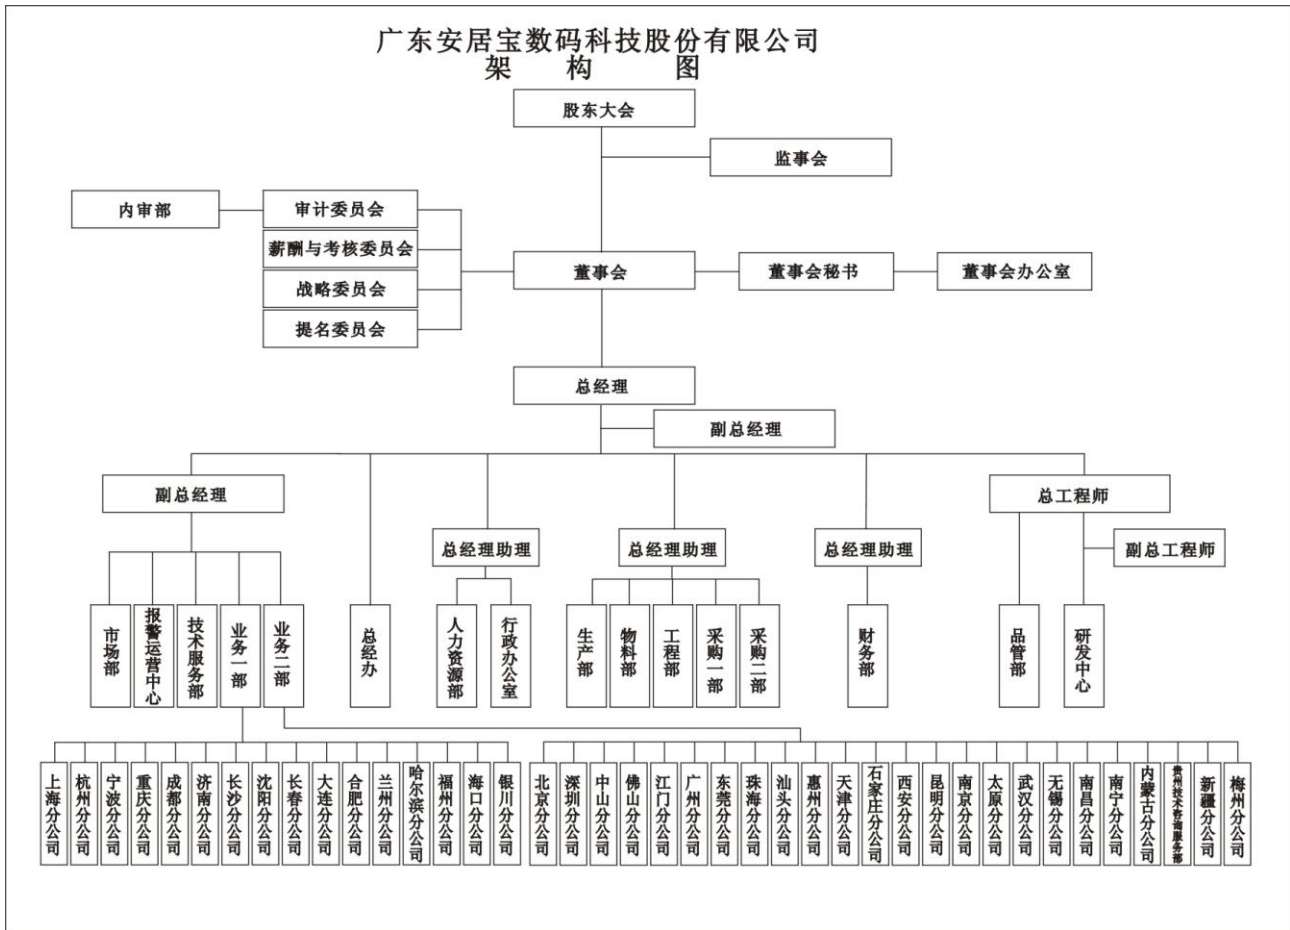 广东安居宝数码科技股份有限公司
架 构 图
股东大会
监事会
内审部
审计委员会
薪酬与考核委员会
战略委员会
提名委员会
董事会
董事会秘书
董事会办公室
总经理
副总经理
副总经理
总工程师
总经理助理
总经理助理
总经理助理
副总工程师
市场部
报警运营中心
技术服务部
业务一部
业务二部
总经办
人力资源部
行政办公室
生产部
物料部
工程部
采购一部
采购二部
财务部
品管部
研发中心
上海分公司
杭州分公司
宁波分公司
重庆分公司
成都分公司
济南分公司
长沙分公司
沈阳分公司
长春分公司
大连分公司
合肥分公司
兰州分公司
哈尔滨分公司
福州分公司
海口分公司
银川分公司
北京分公司
深圳分公司
中山分公司
佛山分公司
江门分公司
广州分公司
东莞分公司
珠海分公司
汕头分公司
惠州分公司
天津分公司
石家庄分公司
西安分公司
昆明分公司
南京分公司
太原分公司
武汉分公司
无锡分公司
南昌分公司
南宁分公司
内蒙古分公司
贵州技术咨询服务部
新疆分公司
梅州分公司